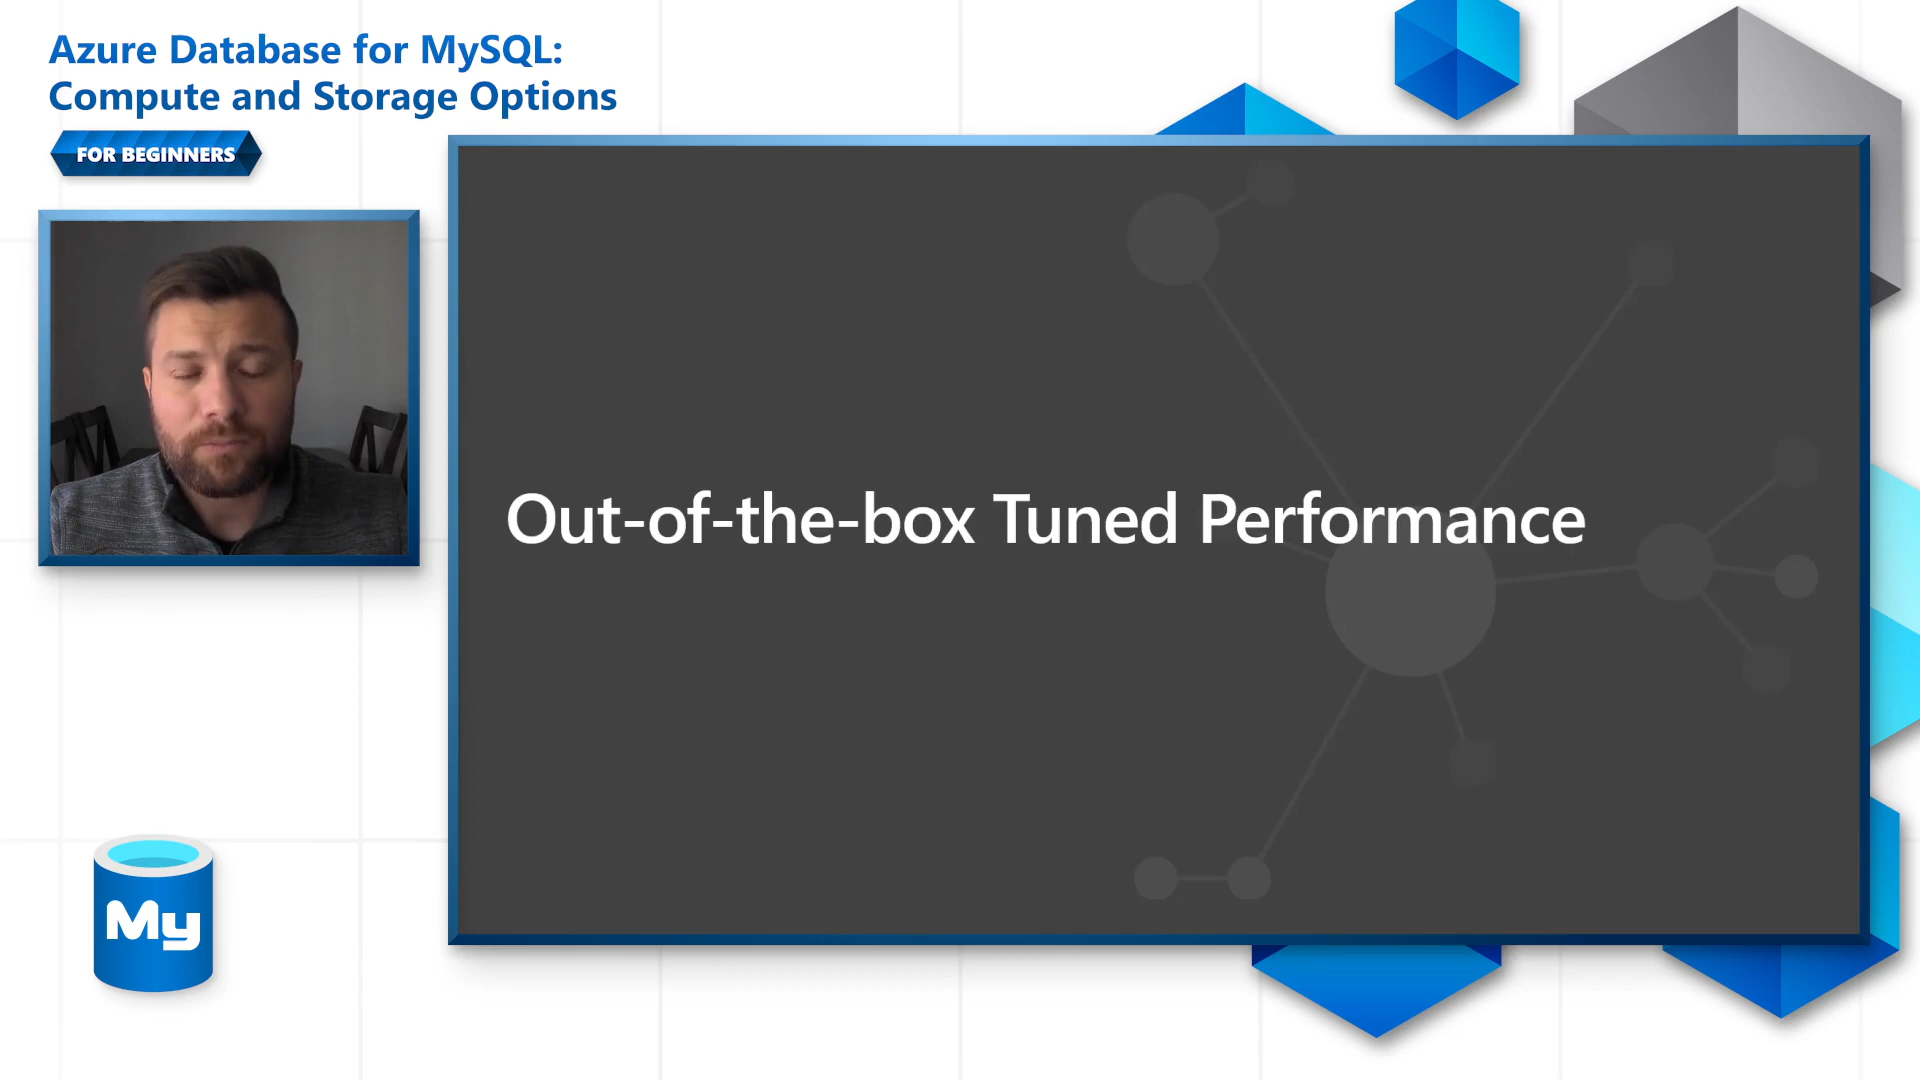 Azure Database for MySQL:
Compute and Storage Options
FOR BEGINNERS
Out-of-the-box Tuned Performance
My